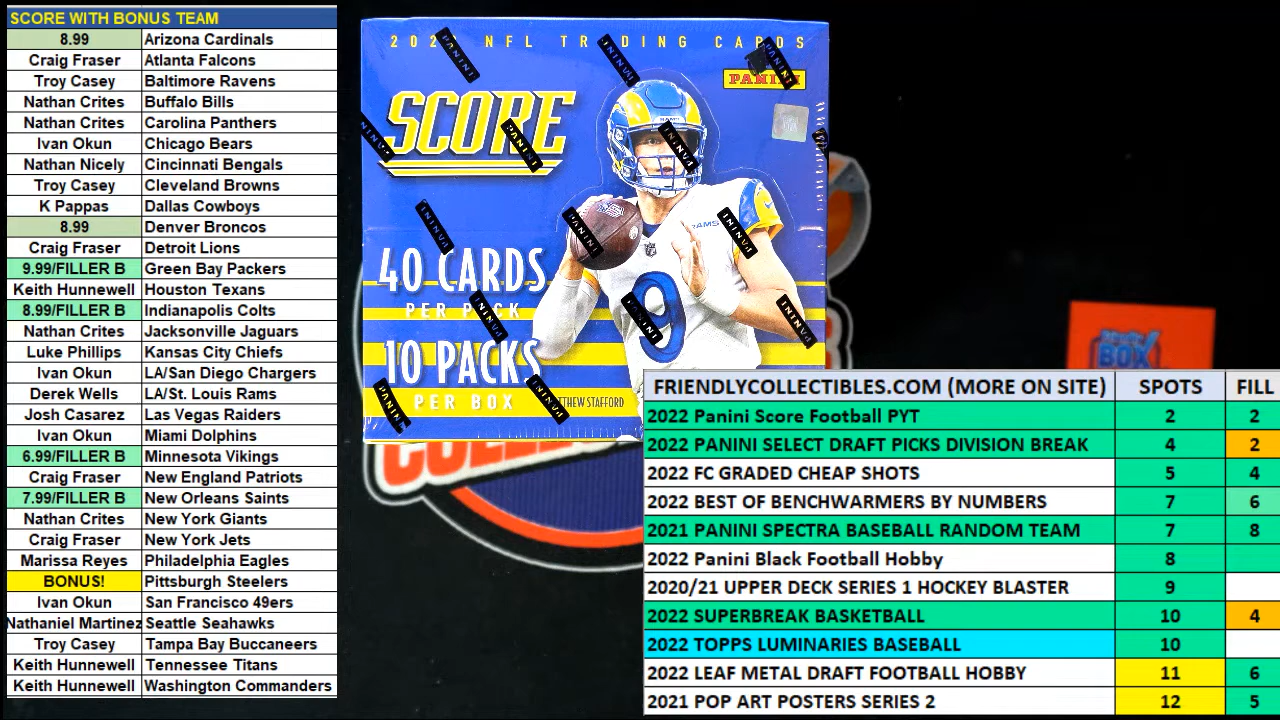 SCORE WITH BONUS TEAM
8.99 Arizona Cardinals
Craig Fraser Atlanta Falcons
Troy Casey Baltimore Ravens
Nathan Crites Buffalo Bills
Nathan Crites Carolina Panthers
Ivan Okun Chicago Bears
Nathan Nicely Cincinnati Bengals
Troy Casey Cleveland Browns
K Pappas Dallas Cowboys
8.99 Denver Broncos
Craig Fraser Detroit Lions
9.99/FILLER B Green Bay Packers
Keith Hunnewell Houston Texans
8.99/FILLER B Indianapolis Colts
Nathan Crites Jacksonville Jaguars
Luke Phillips Kansas City Chiefs
Ivan Okun LA/San Diego Chargers
Derek Wells LA/St. Louis Rams
Josh Casarez Las Vegas Raiders
Ivan Okun Miami Dolphins
6.99/FILLER B Minnesota Vikings
Craig Fraser New England Patriots
7.99/FILLER B New Orleans Saints
Nathan Crites New York Giants
Craig Fraser New York Jets
Marissa Reyes Philadelphia Eagles
BONUS! Pittsburgh Steelers
Ivan Okun San Francisco 49ers
Nathaniel Martinez Seattle Seahawks
Troy Casey Tampa Bay Buccaneers
Keith Hunnewell Tennessee Titans
Keith Hunnewell Washington Commanders
NFL TRADING CARDS
PANINI
SCORE
40 CARDS
PER PACK
10 PACKS
PER BOX
MATTHEW STAFFORD
RAMS
9
BOX
FRIENDLYCOLLECTIBLES.COM (MORE ON SITE) SPOTS FILL
2022 Panini Score Football PYT 2 2
2022 PANINI SELECT DRAFT PICKS DIVISION BREAK 4 2
2022 FC GRADED CHEAP SHOTS 5 4
2022 BEST OF BENCHWARMERS BY NUMBERS 7 6
2021 PANINI SPECTRA BASEBALL RANDOM TEAM 7 8
2022 Panini Black Football Hobby 8
2020/21 UPPER DECK SERIES 1 HOCKEY BLASTER 9
2022 SUPERBREAK BASKETBALL 10 4
2022 TOPPS LUMINARIES BASEBALL 10
2022 LEAF METAL DRAFT FOOTBALL HOBBY 11 6
2021 POP ART POSTERS SERIES 2 12 5